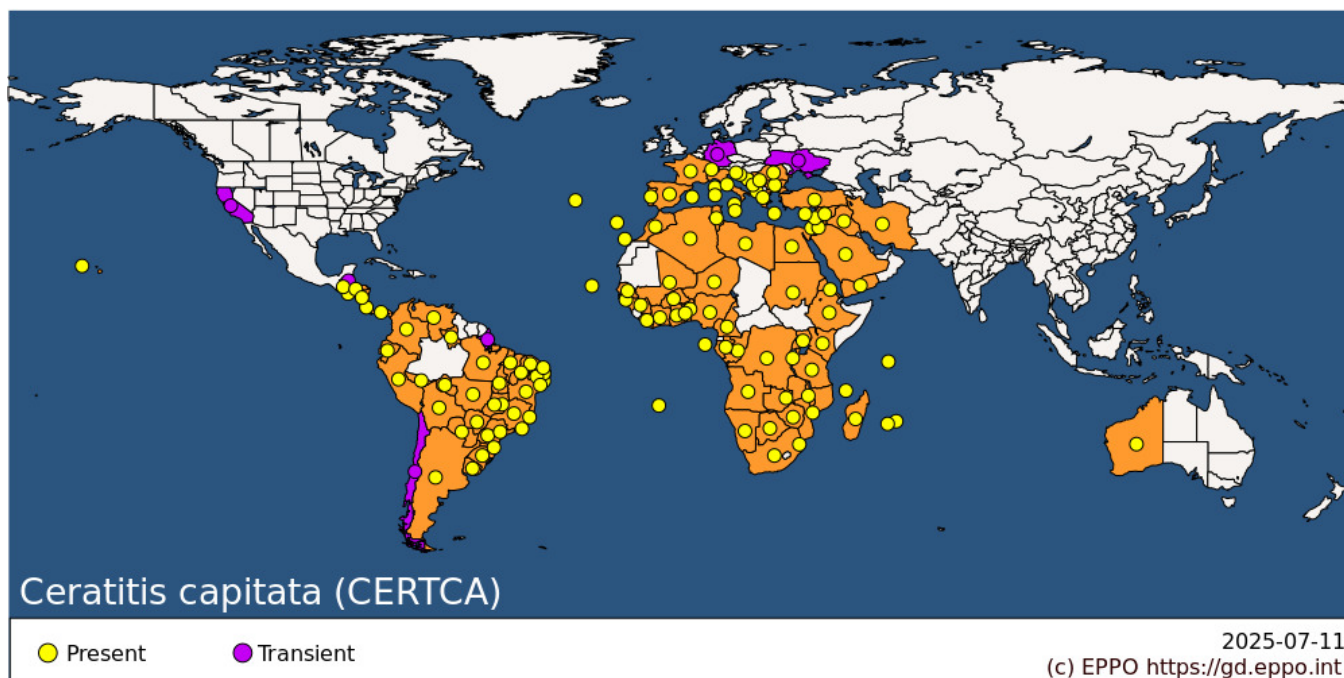 Ceratitis capitata (CERTCA)
Present
Transient
2025-07-11
(c) EPPO https://gd.eppo.int